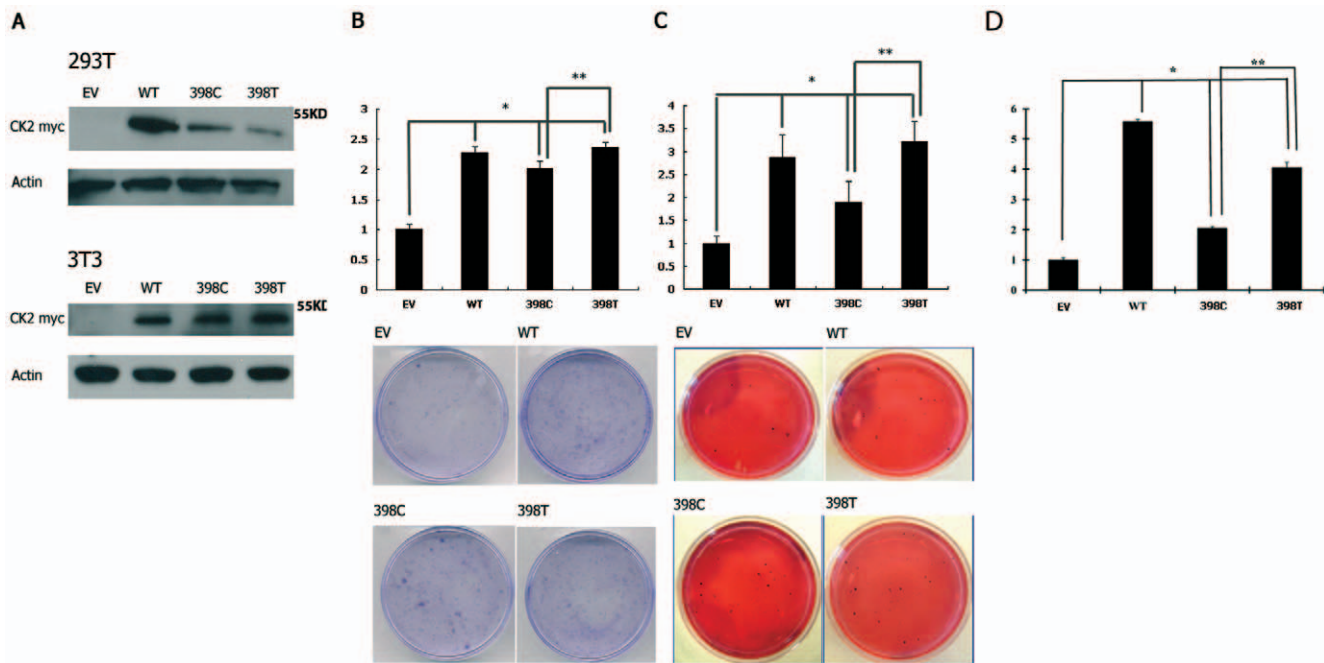 A
293T
EV WT 398C 398T
55KD
CK2 myc
Actin
3T3
EV WT 398C 398T
55KD
CK2 myc
Actin
B
**
*
3
2.5
2
1.5
1
0.5
0
EV WT 398C 398T
EV WT
398C 398T
C
**
*
4
3.5
3
2.5
2
1.5
1
0.5
0
EV WT 398C 398T
EV WT
398C 398T
D
* **
6
5
4
3
2
1
0
EV WT 398C 398T